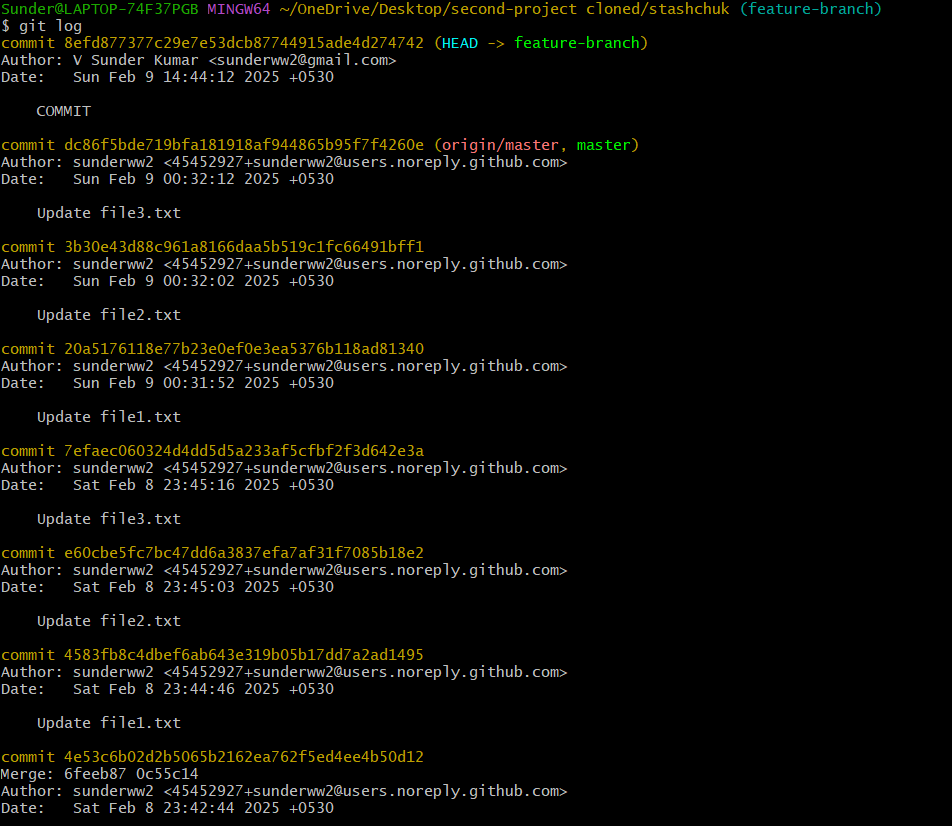 Sunder@LAPTOP-74F37PGB MINGW64 ~/OneDrive/Desktop/second-project cloned/stashchuk (feature-branch)
$ git log
commit 8efd877377c29e7e53dcb87744915ade4d274742 (HEAD -> feature-branch)
Author: V Sunder Kumar <sunderww2@gmail.com>
Date:   Sun Feb 9 14:44:12 2025 +0530
COMMIT
commit dc86f5bde719bfa181918af944865b95f7f4260e (origin/master, master)
Author: sunderww2 <45452927+sunderww2@users.noreply.github.com>
Date:   Sun Feb 9 00:32:12 2025 +0530
Update file3.txt
commit 3b30e43d88c961a8166daa5b519c1fc66491bff1
Author: sunderww2 <45452927+sunderww2@users.noreply.github.com>
Date:   Sun Feb 9 00:32:02 2025 +0530
Update file2.txt
commit 20a5176118e77b23e0ef0e3ea5376b118ad81340
Author: sunderww2 <45452927+sunderww2@users.noreply.github.com>
Date:   Sun Feb 9 00:31:52 2025 +0530
Update file1.txt
commit 7efaec060324d4dd5d5a233af5cfbf2f3d642e3a
Author: sunderww2 <45452927+sunderww2@users.noreply.github.com>
Date:   Sat Feb 8 23:45:16 2025 +0530
Update file3.txt
commit e60cbe5fc7bc47dd6a3837efa7af31f7085b18e2
Author: sunderww2 <45452927+sunderww2@users.noreply.github.com>
Date:   Sat Feb 8 23:45:03 2025 +0530
Update file2.txt
commit 4583fb8c4dbef6ab643e319b05b17dd7a2ad1495
Author: sunderww2 <45452927+sunderww2@users.noreply.github.com>
Date:   Sat Feb 8 23:44:46 2025 +0530
Update file1.txt
commit 4e53c6b02d2b5065b2162ea762f5ed4ee4b50d12
Merge: 6feeb87 0c55c14
Author: sunderww2 <45452927+sunderww2@users.noreply.github.com>
Date:   Sat Feb 8 23:42:44 2025 +0530